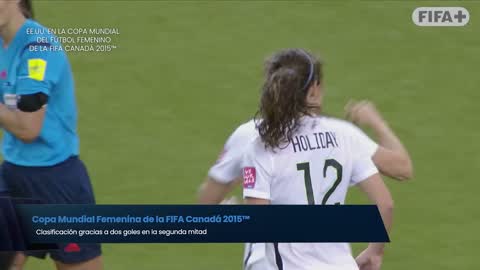 EE.UU. EN LA COPA MUNDIAL
DEL FÚTBOL FEMENINO
DE LA FIFA CANADÁ 2015™
FIFA+
HOLIDAY
12
Copa Mundial Femenina de la FIFA Canadá 2015™
Clasificación gracias a dos goles en la segunda mitad